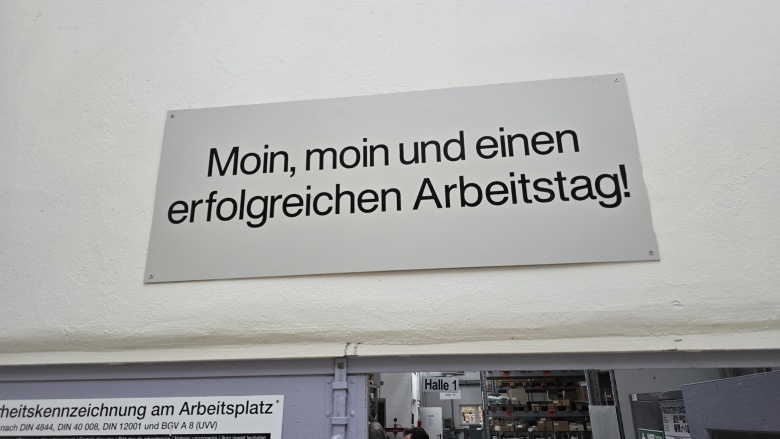 Moin, moin und einen
erfolgreichen Arbeitstag!
Halle 1
heitskennzeichnung am Arbeitsplatz
nach DIN 4844, DIN 40 008, DIN 12001 und BGV A 8 (UVV)